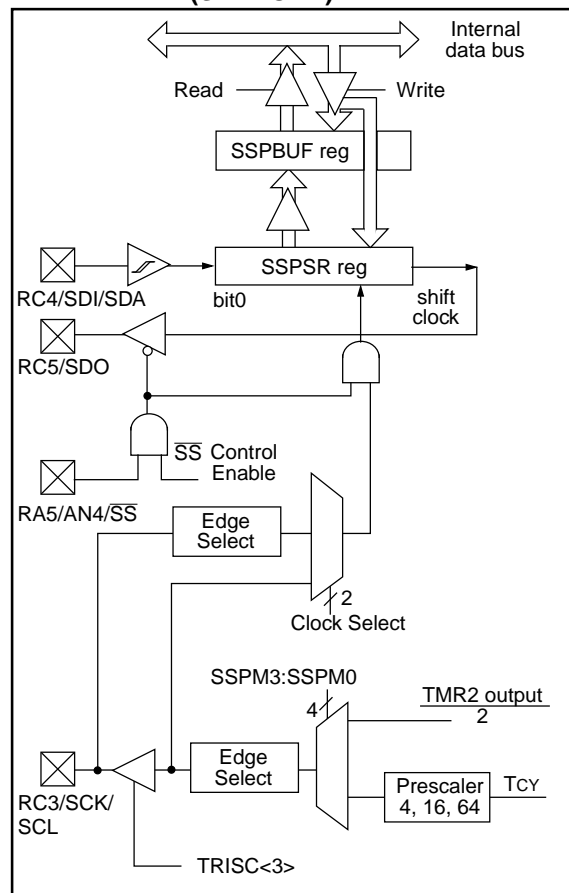 Internal
data bus
Read
Write
SSPBUF reg
SSPSR reg
RC4/SDI/SDA
bit0
shift
clock
RC5/SDO
SS Control
Enable
RA5/AN4/SS
Edge
Select
2
Clock Select
SSPM3:SSPM0
4
TMR2 output
2
Edge
Select
Prescaler
4, 16, 64
TCY
RC3/SCK/
SCL
TRISC<3>